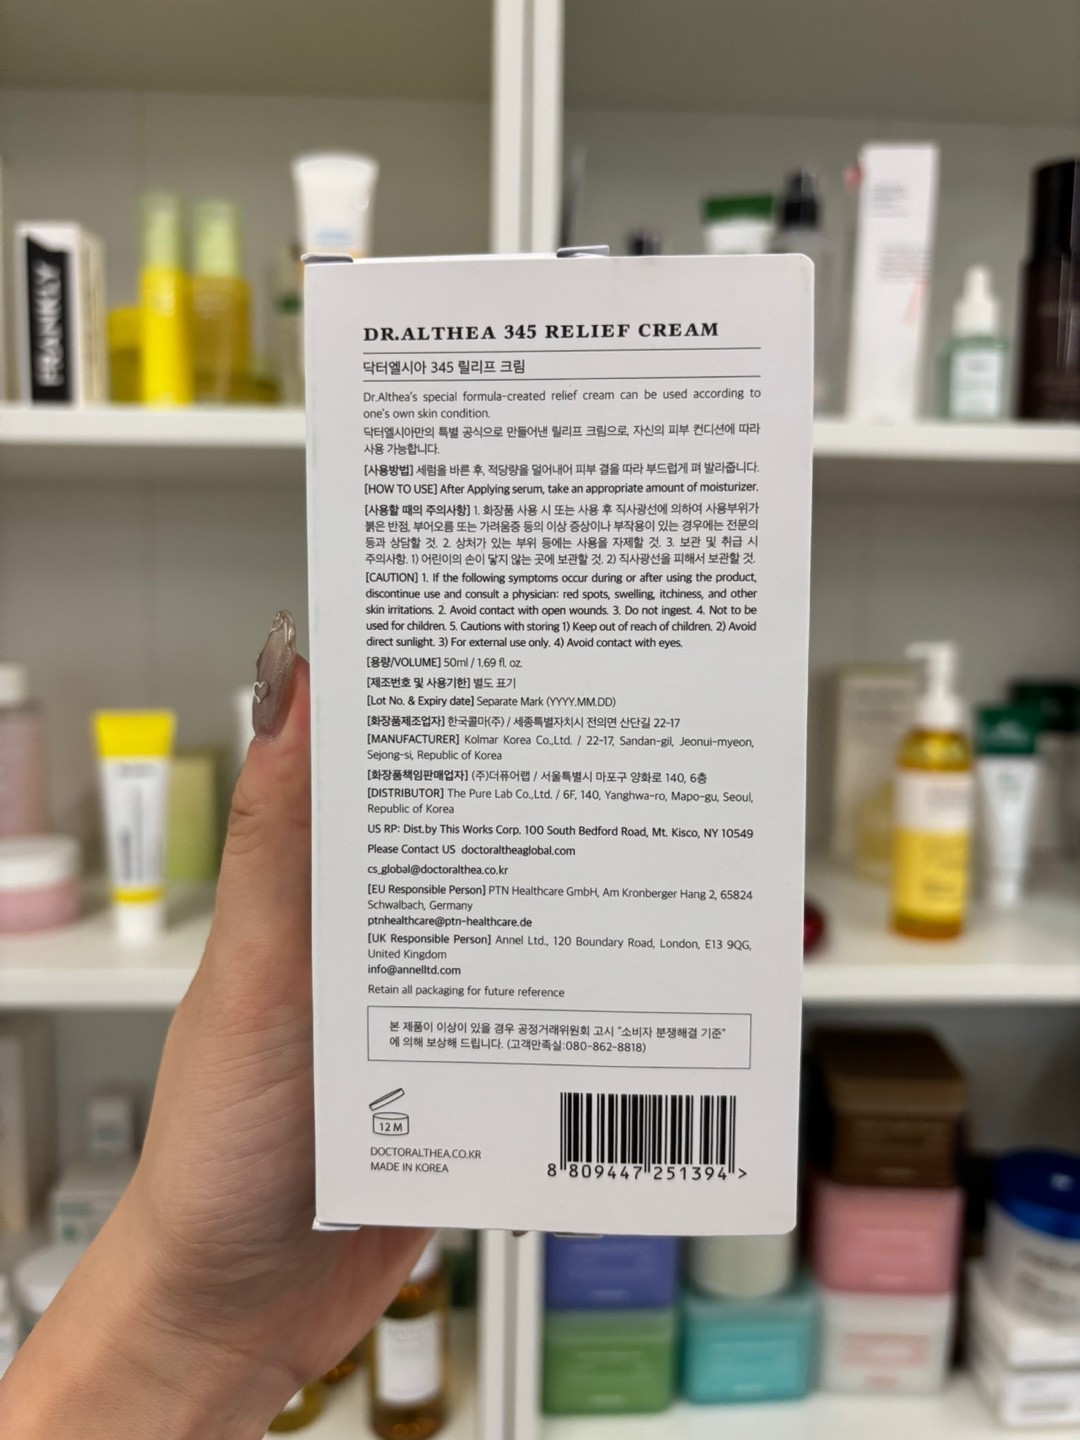 FRANKLY
DR.ALTHEA 345 RELIEF CREAM
닥터엘시아 345 릴리프 크림
Dr.Althea's special formula-created relief cream can be used according to
one's own skin condition.
닥터엘시아만의 특별 공식으로 만들어낸 릴리프 크림으로, 자신의 피부 컨디션에 따라
사용 가능합니다.
[사용방법] 세럼을 바른 후, 적당량을 덜어내어 피부 결을 따라 부드럽게 펴 발라줍니다.
[HOW TO USE] After Applying serum, take an appropriate amount of moisturizer.
[사용할 때의 주의사항] 1. 화장품 사용 시 또는 사용 후 직사광선에 의하여 사용부위가
붉은 반점, 부어오름 또는 가려움증 등의 이상 증상이나 부작용이 있는 경우에는 전문의
등과 상담할 것. 2. 상처가 있는 부위 등에는 사용을 자제할 것. 3. 보관 및 취급 시
주의사항. 1) 어린이의 손이 닿지 않는 곳에 보관할 것. 2) 직사광선을 피해서 보관할 것.
[CAUTION] 1. If the following symptoms occur during or after using the product,
discontinue use and consult a physician: red spots, swelling, itchiness, and other
skin irritations. 2. Avoid contact with open wounds. 3. Do not ingest. 4. Not to be
used for children. 5. Cautions with storing 1) Keep out of reach of children. 2) Avoid
direct sunlight. 3) For external use only. 4) Avoid contact with eyes.
[용량/VOLUME] 50ml / 1.69 fl. oz.
[제조번호 및 사용기한] 별도 표기
[Lot No. & Expiry date] Separate Mark (YYYY.MM.DD)
[화장품제조업자] 한국콜마(주) / 세종특별자치시 전의면 산단길 22-17
[MANUFACTURER] Kolmar Korea Co.,Ltd. / 22-17, Sandan-gil, Jeonui-myeon,
Sejong-si, Republic of Korea
[화장품책임판매업자] (주)더퓨어랩 / 서울특별시 마포구 양화로 140, 6층
[DISTRIBUTOR] The Pure Lab Co.,Ltd. / 6F, 140, Yanghwa-ro, Mapo-gu, Seoul,
Republic of Korea
US RP: Dist.by This Works Corp. 100 South Bedford Road, Mt. Kisco, NY 10549
Please Contact US doctoraltheaglobal.com
cs_global@doctoralthea.co.kr
[EU Responsible Person] PTN Healthcare GmbH, Am Kronberger Hang 2, 65824
Schwalbach, Germany
ptnhealthcare@ptn-healthcare.de
[UK Responsible Person] Annel Ltd., 120 Boundary Road, London, E13 9QG,
United Kingdom
info@annelltd.com
Retain all packaging for future reference
본 제품이 이상이 있을 경우 공정거래위원회 고시 "소비자 분쟁해결 기준"
에 의해 보상해 드립니다. (고객만족실:080-862-8818)
12 M
DOCTORALTHEA.CO.KR
MADE IN KOREA
8 809447 251394 >